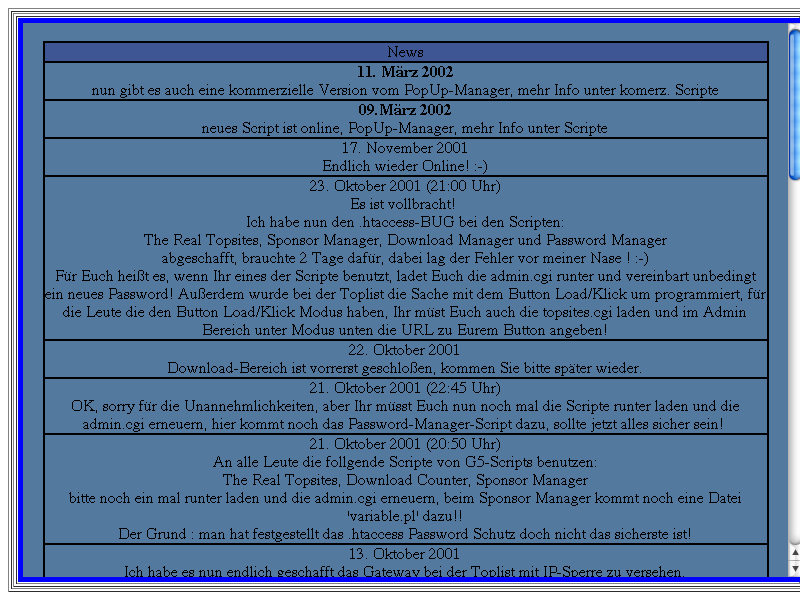 News
11. März 2002
nun gibt es auch eine kommerzielle Version vom PopUp-Manager, mehr Info unter komerz. Scripte
09.März 2002
neues Script ist online, PopUp-Manager, mehr Info unter Scripte
17. November 2001
Endlich wieder Online! :-)
23. Oktober 2001 (21:00 Uhr)
Es ist vollbracht!
Ich habe nun den .htaccess-BUG bei den Scripten:
The Real Topsites, Sponsor Manager, Download Manager und Password Manager
abgeschafft, brauchte 2 Tage dafür, dabei lag der Fehler vor meiner Nase ! :-)
Für Euch heißt es, wenn Ihr eines der Scripte benutzt, ladet Euch die admin.cgi runter und vereinbart unbedingt
ein neues Password! Außerdem wurde bei der Toplist die Sache mit dem Button Load/Klick um programmiert, für
die Leute die den Button Load/Klick Modus haben, Ihr müst Euch auch die topsites.cgi laden und im Admin
Bereich unter Modus unten die URL zu Eurem Button angeben!
22. Oktober 2001
Download-Bereich ist vorrerst geschloßen, kommen Sie bitte später wieder.
21. Oktober 2001 (22:45 Uhr)
OK, sorry für die Unannehmlichkeiten, aber Ihr müsst Euch nun noch mal die Scripte runter laden und die
admin.cgi erneuern, hier kommt noch das Password-Manager-Script dazu, sollte jetzt alles sicher sein!
21. Oktober 2001 (20:50 Uhr)
An alle Leute die follgende Scripte von G5-Scripts benutzen:
The Real Topsites, Download Counter, Sponsor Manager
bitte noch ein mal runter laden und die admin.cgi erneuern, beim Sponsor Manager kommt noch eine Datei
'variable.pl' dazu!!
Der Grund : man hat festgestellt das .htaccess Password Schutz doch nicht das sicherste ist!
13. Oktober 2001
Ich habe es nun endlich geschafft das Gateway bei der Toplist mit IP-Sperre zu versehen.